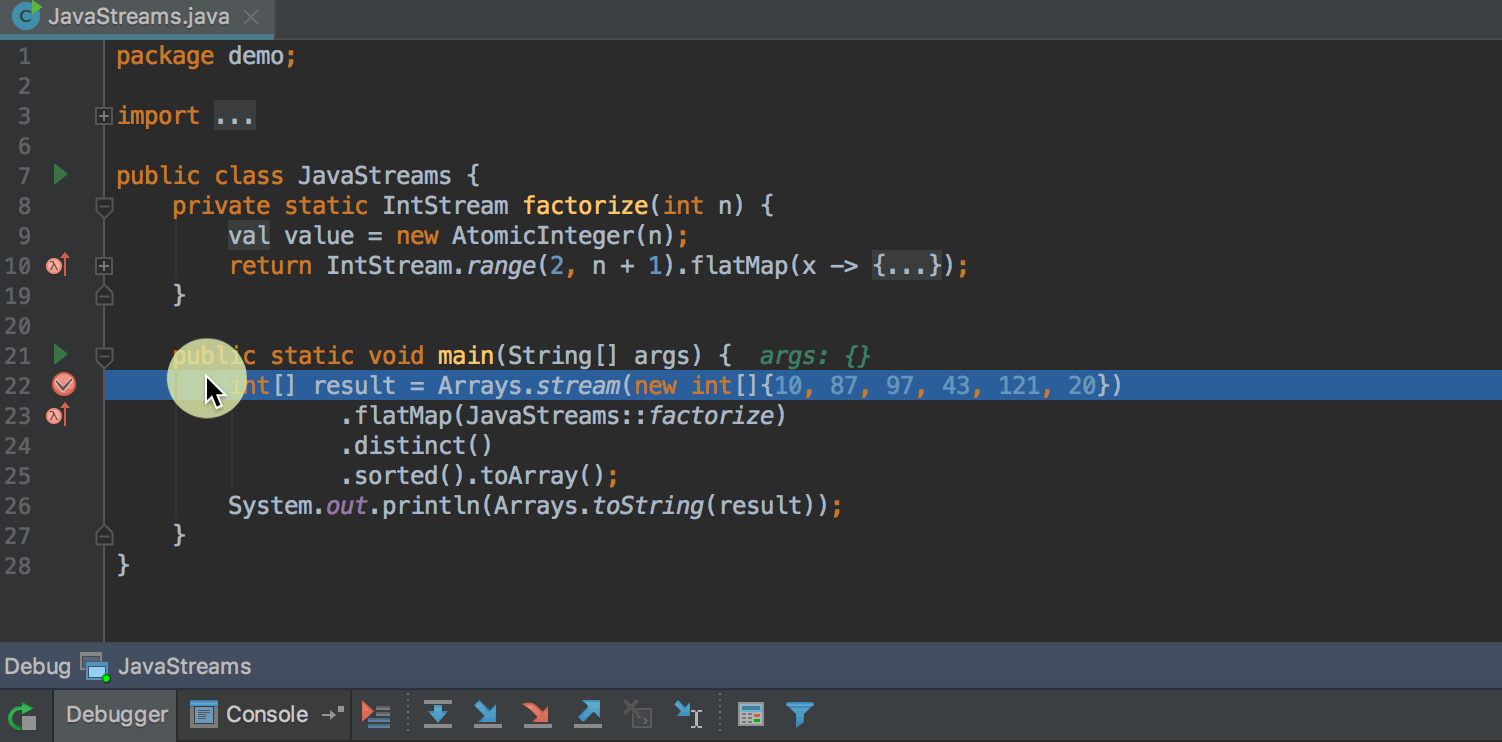 JavaStreams.java
1 package demo;
2
3 import ...
6
7 public class JavaStreams {
8 private static IntStream factorize(int n) {
9 val value = new AtomicInteger(n);
10 return IntStream.range(2, n + 1).flatMap(x -> {...});
19 }
20
21 public static void main(String[] args) { args: {}
22 int[] result = Arrays.stream(new int[]{10, 87, 97, 43, 121, 20})
23 .flatMap(JavaStreams::factorize)
24 .distinct()
25 .sorted().toArray();
26 System.out.println(Arrays.toString(result));
27 }
28 }
Debug JavaStreams
Debugger Console